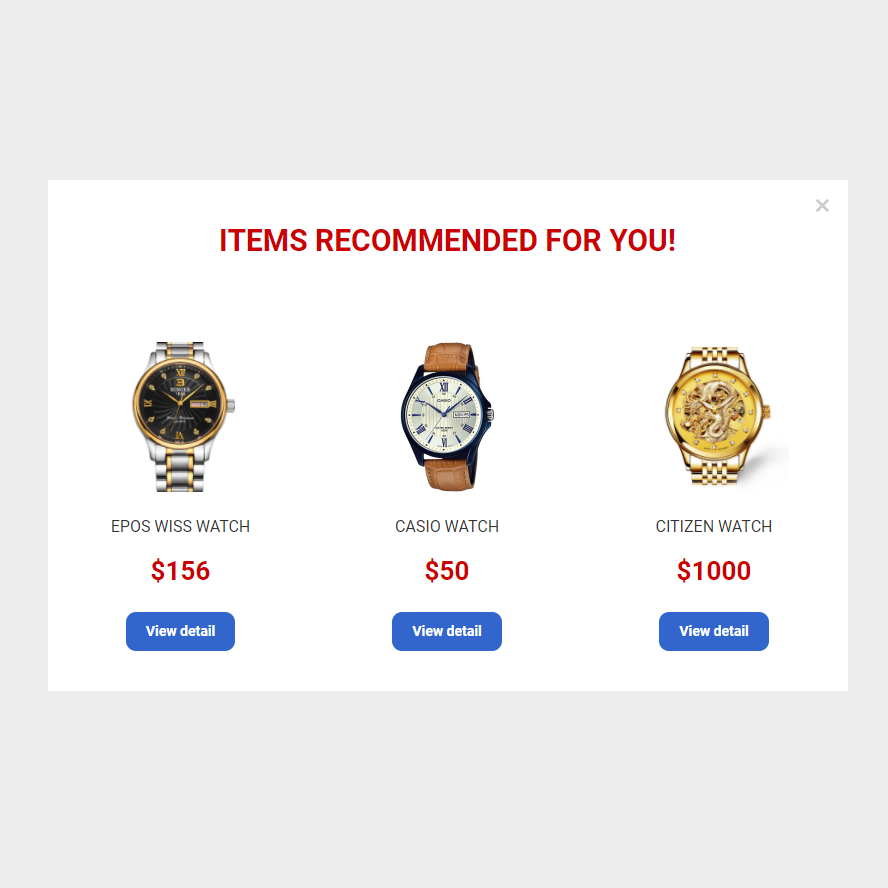 ITEMS RECOMMENDED FOR YOU!
CASIO
EPOS WISS WATCH
CASIO WATCH
CITIZEN WATCH
$156
$50
$1000
View detail
View detail
View detail